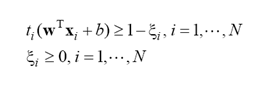 tᵢ(wᵀxᵢ + b) ≥ 1 − ξᵢ, i = 1, ⋯, N
ξᵢ ≥ 0, i = 1, ⋯, N